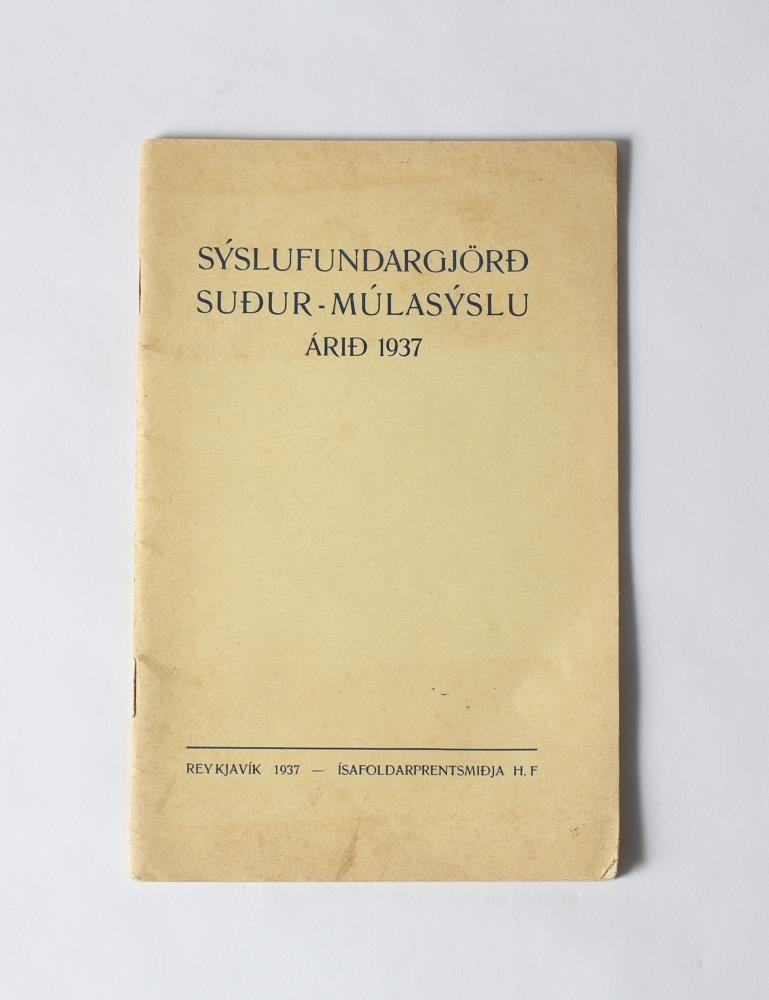 SÝSLUFUNDARGJÖRÐ
SUÐUR - MÚLASÝSLU
ÁRIÐ 1937
REYKJAVÍK 1937 — ÍSAFOLDARPRENTSMIÐJA H. F